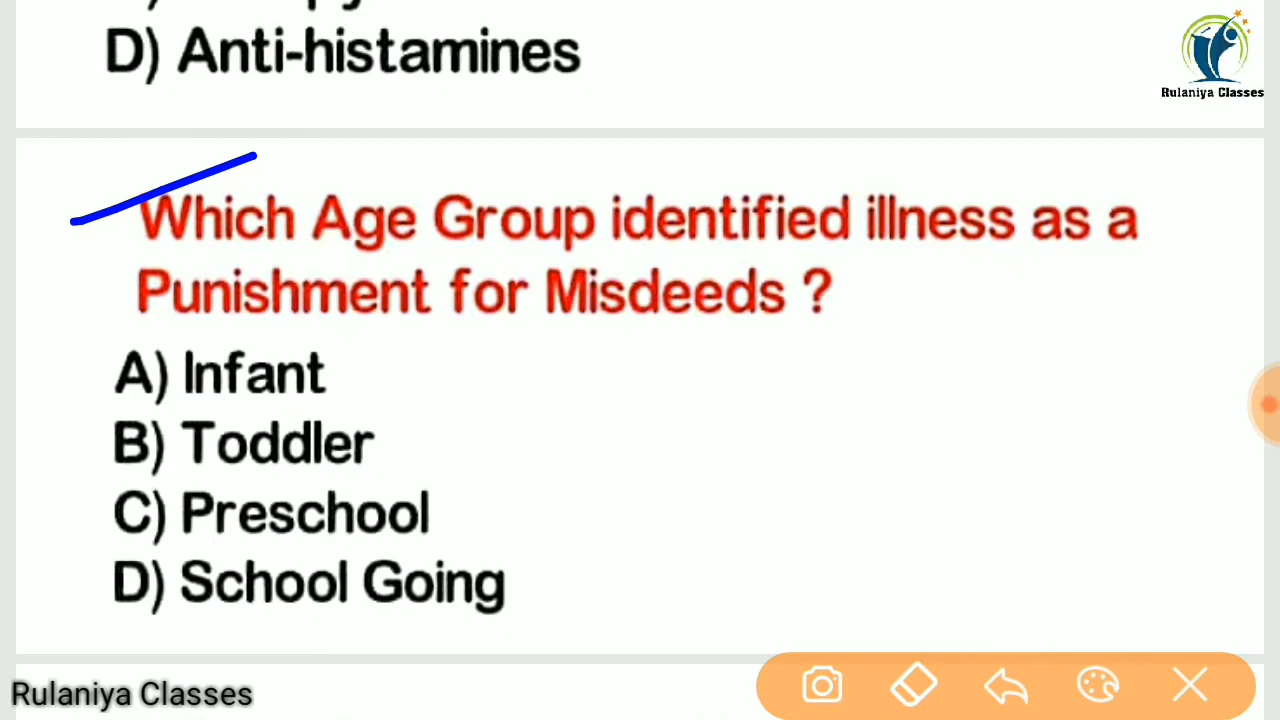 D) Anti-histamines
Rulaniya Classes
Which Age Group identified illness as a
Punishment for Misdeeds ?
A) Infant
B) Toddler
C) Preschool
D) School Going
Rulaniya Classes